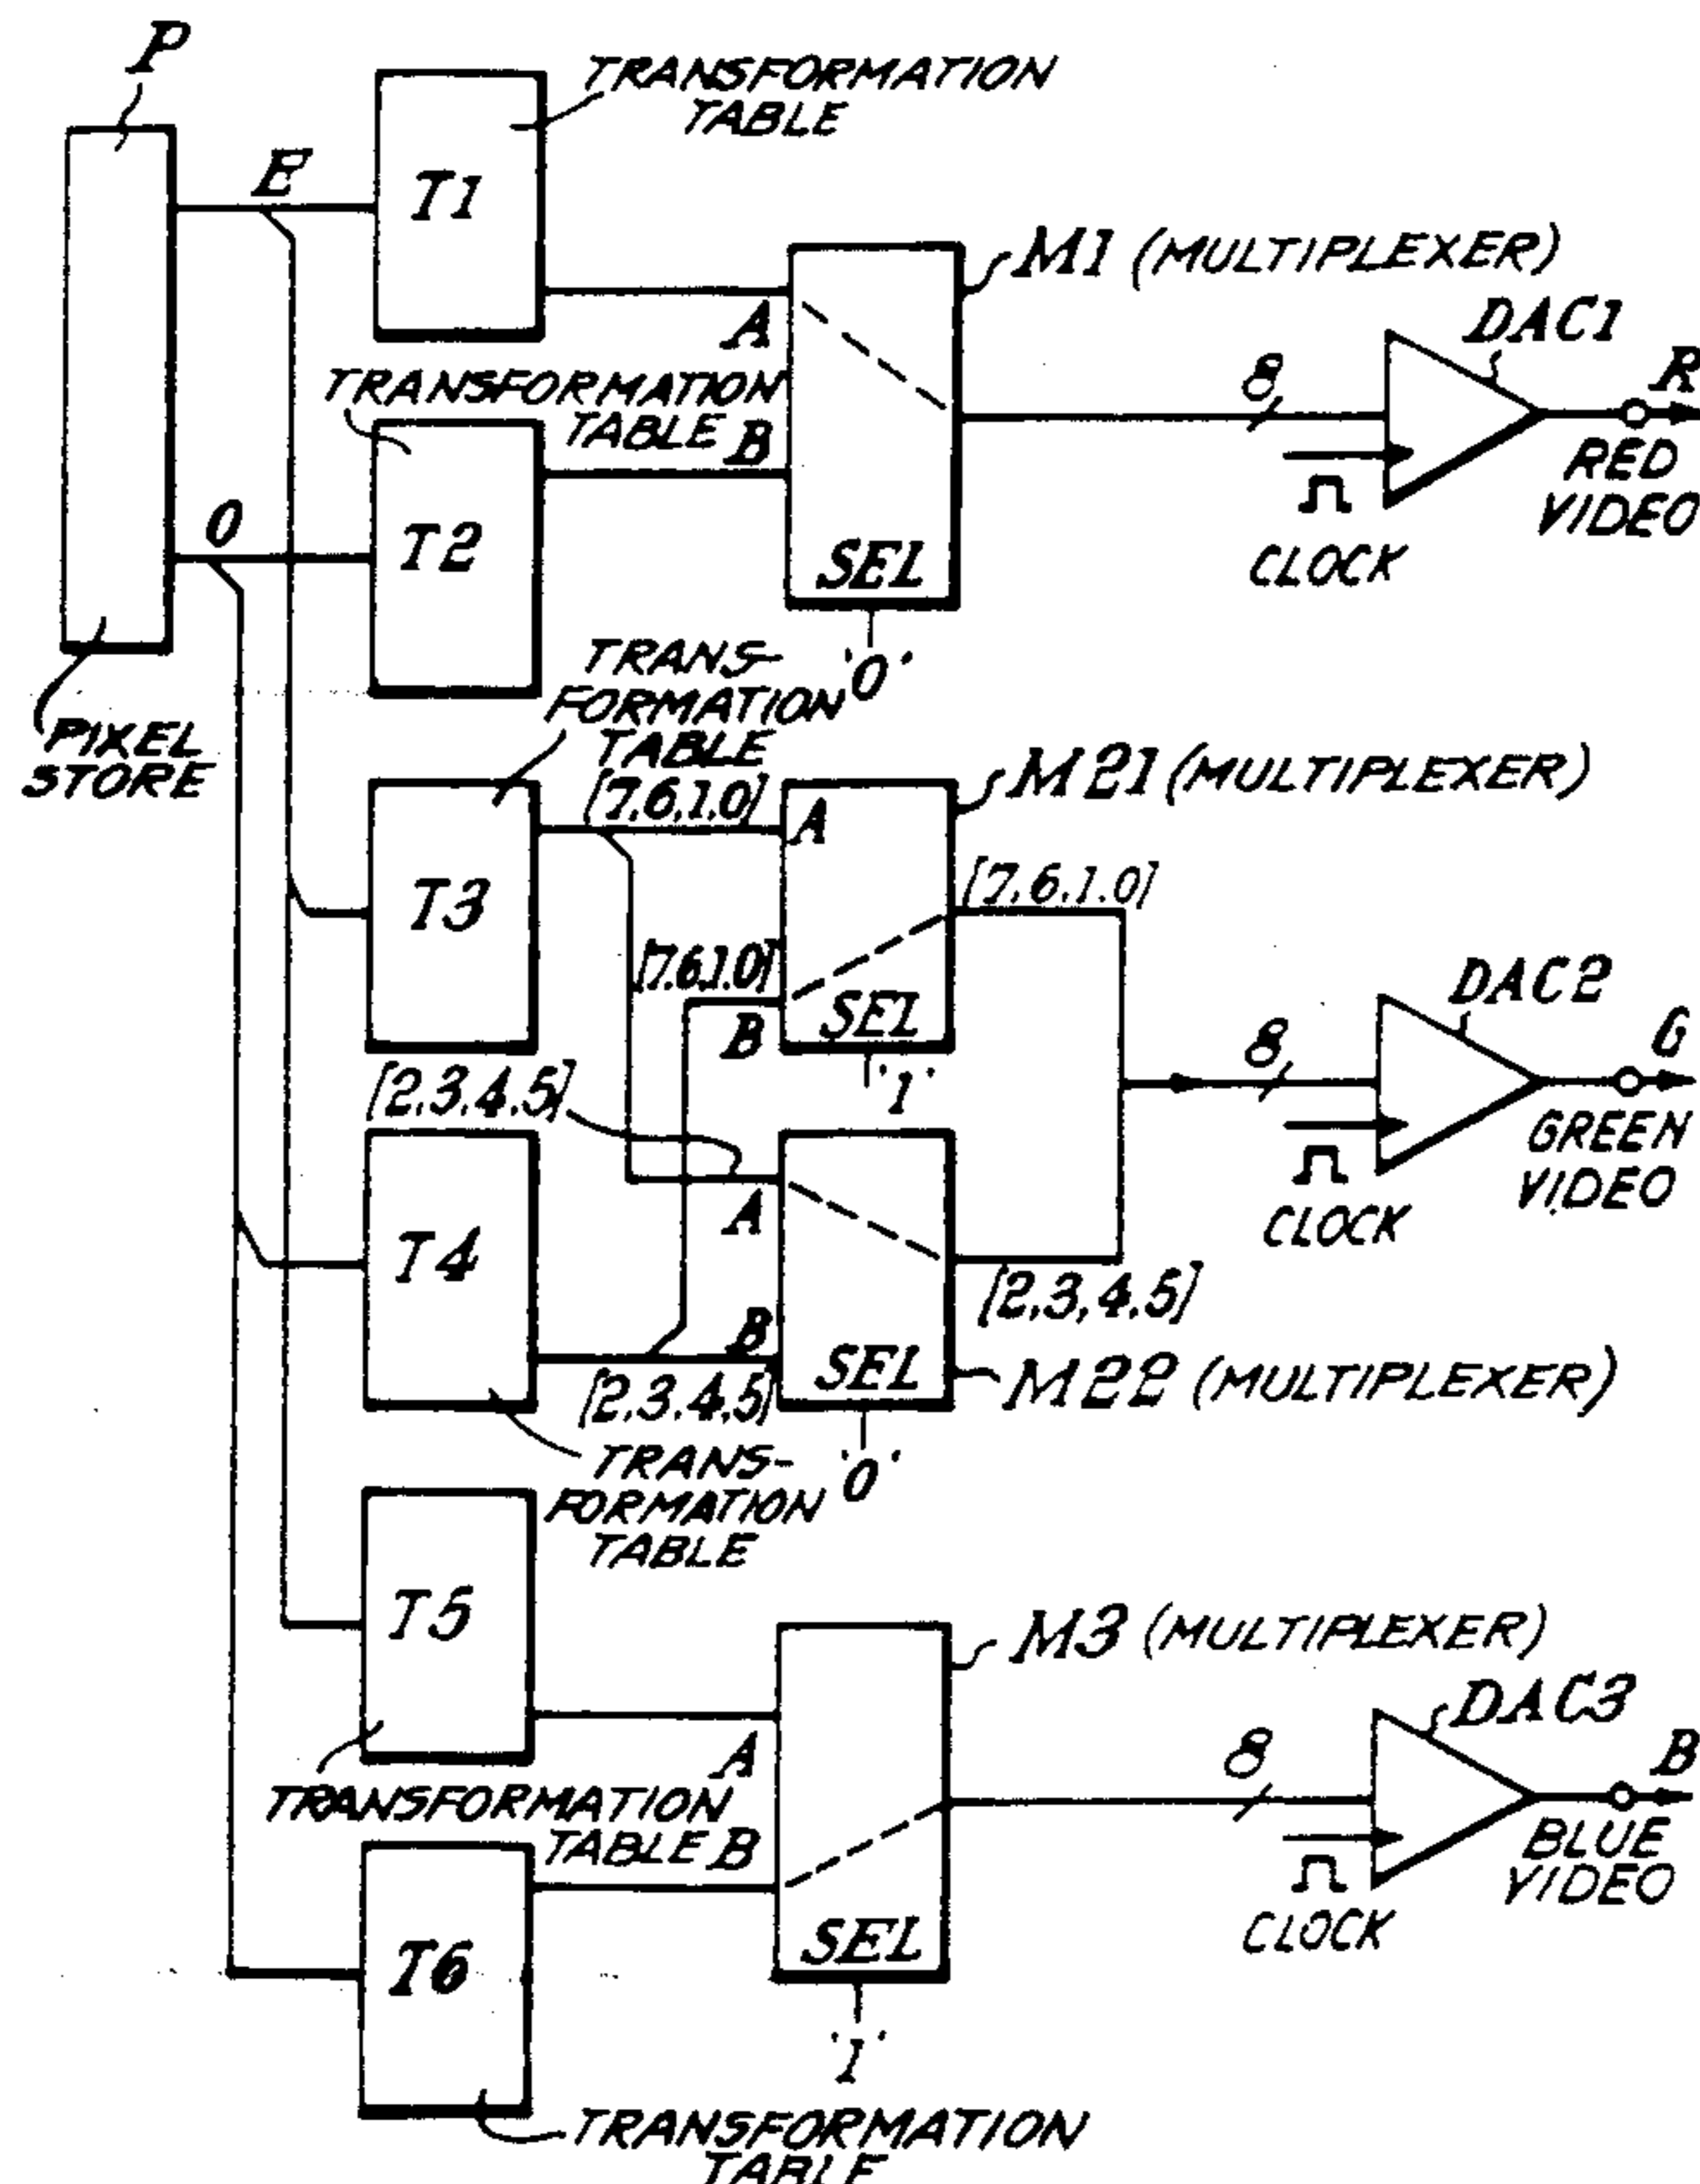 P
TRANSFORMATION
TABLE
E
T1
M1 (MULTIPLEXER)
A
DAC1
8
R
TRANSFORMATION
TABLE
B
RED
VIDEO
O
T2
SEL
CLOCK
'0'
PIXEL
STORE
TRANS-
FORMATION
TABLE
[7,6,1,0]
M21 (MULTIPLEXER)
A
T3
[7,6,1,0]
[7,6,1,0]
SEL
B
DAC2
8
G
'1'
[2,3,4,5]
GREEN
VIDEO
CLOCK
A
T4
[2,3,4,5]
B
SEL
M22 (MULTIPLEXER)
[2,3,4,5]
'0'
TRANS-
FORMATION
TABLE
T5
M3 (MULTIPLEXER)
DAC3
A
8
B
TRANSFORMATION
TABLE
B
BLUE
VIDEO
SEL
CLOCK
T6
'1'
TRANSFORMATION
TABLE